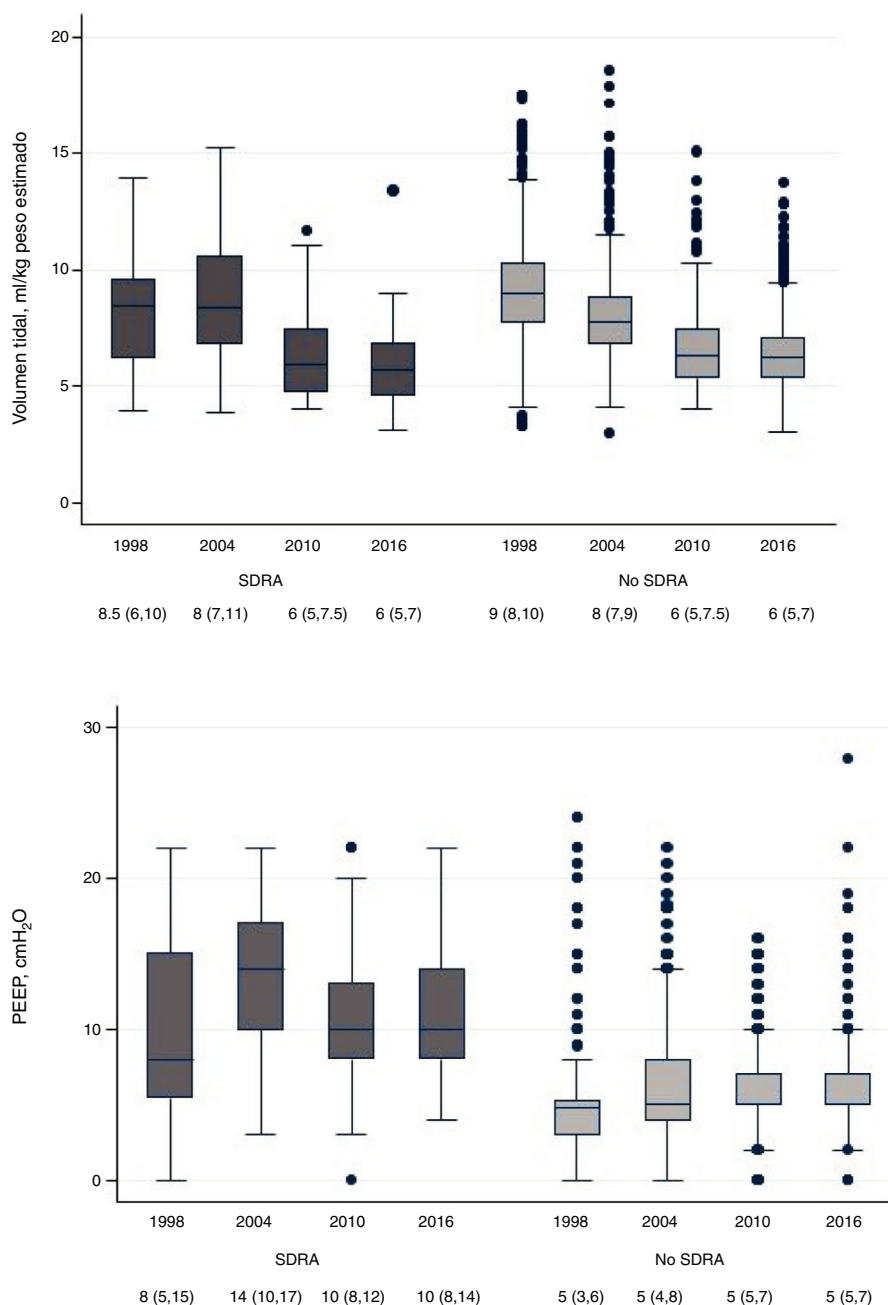 20
15
Volumen tidal, ml/kg peso estimado
10
5
0
1998 2004 2010 2016 1998 2004 2010 2016
SDRA No SDRA
8.5 (6,10) 8 (7,11) 6 (5,7.5) 6 (5,7) 9 (8,10) 8 (7,9) 6 (5,7.5) 6 (5,7)
30
20
PEEP, cmH₂O
10
0
1998 2004 2010 2016 1998 2004 2010 2016
SDRA No SDRA
8 (5,15) 14 (10,17) 10 (8,12) 10 (8,14) 5 (3,6) 5 (4,8) 5 (5,7) 5 (5,7)